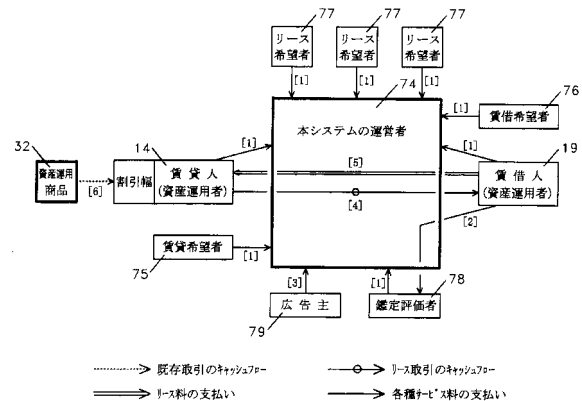 77 77 77
リース リース リース
希望者 希望者 希望者
[1] [1] 74 [1]
76
本システムの運営者
[1] 賃借希望者
32 14 [1] [1] 19
[5]
資産運用 割引幅 賃貸人 賃借人
商品 (資産運用者) (資産運用者)
[6] [4]
[2]
賃貸希望者 [1]
75
[3] [1] 78
広告主 鑑定評価者
79
既存取引のキャッシュフロー リース取引のキャッシュフロー
リース料の支払い 各種サービス料の支払い